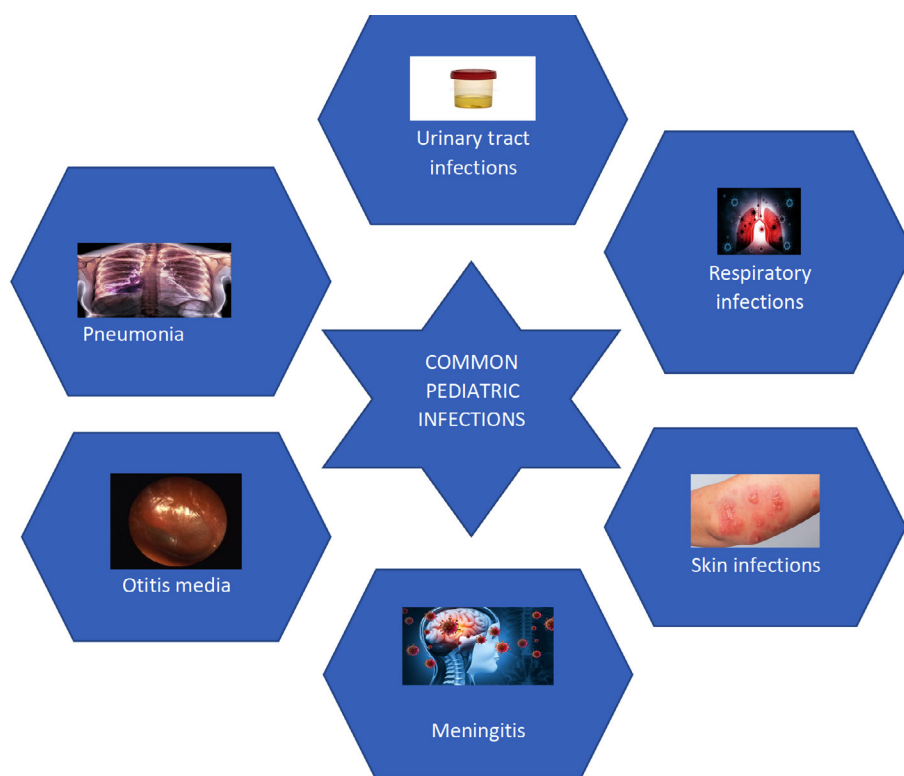 Urinary tract
infections
Respiratory
infections
Pneumonia
COMMON
PEDIATRIC
INFECTIONS
Skin infections
Otitis media
Meningitis